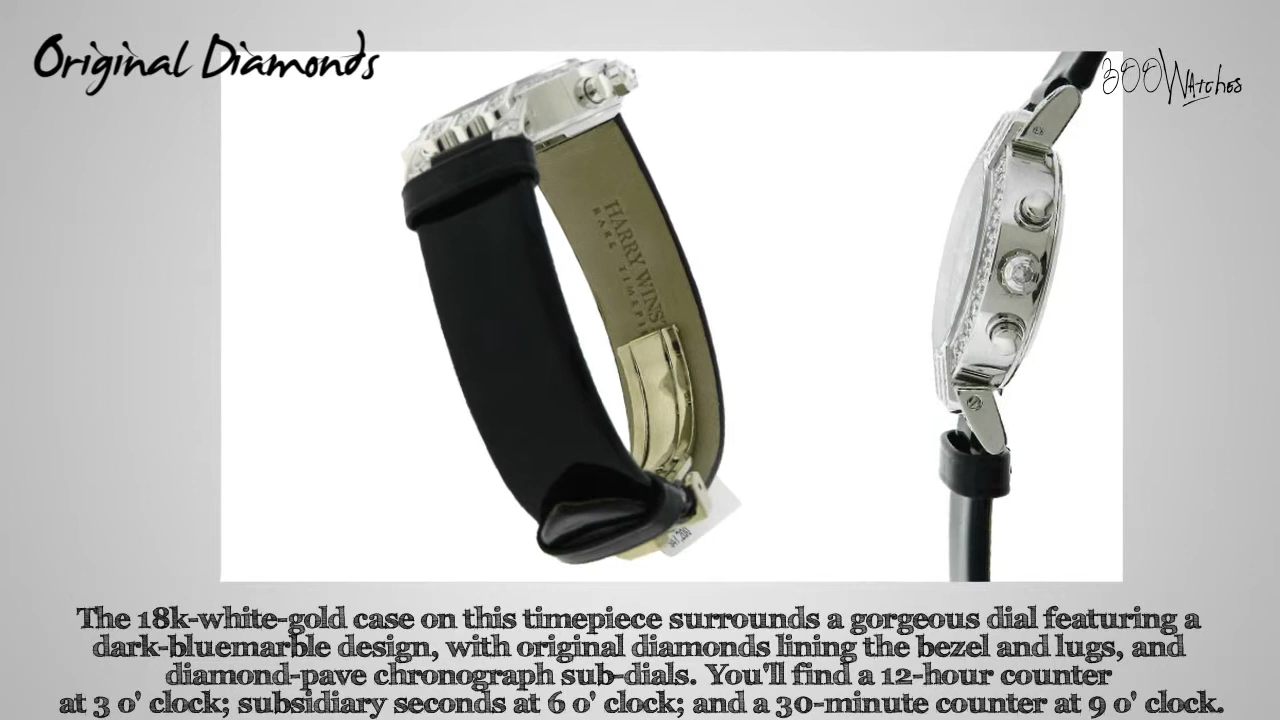 Original Diamonds
300Watches
HARRY WINS
RARE TIMEPI
The 18k-white-gold case on this timepiece surrounds a gorgeous dial featuring a
dark-bluemarble design, with original diamonds lining the bezel and lugs, and
diamond-pave chronograph sub-dials. You'll find a 12-hour counter
at 3 o' clock; subsidiary seconds at 6 o' clock; and a 30-minute counter at 9 o' clock.